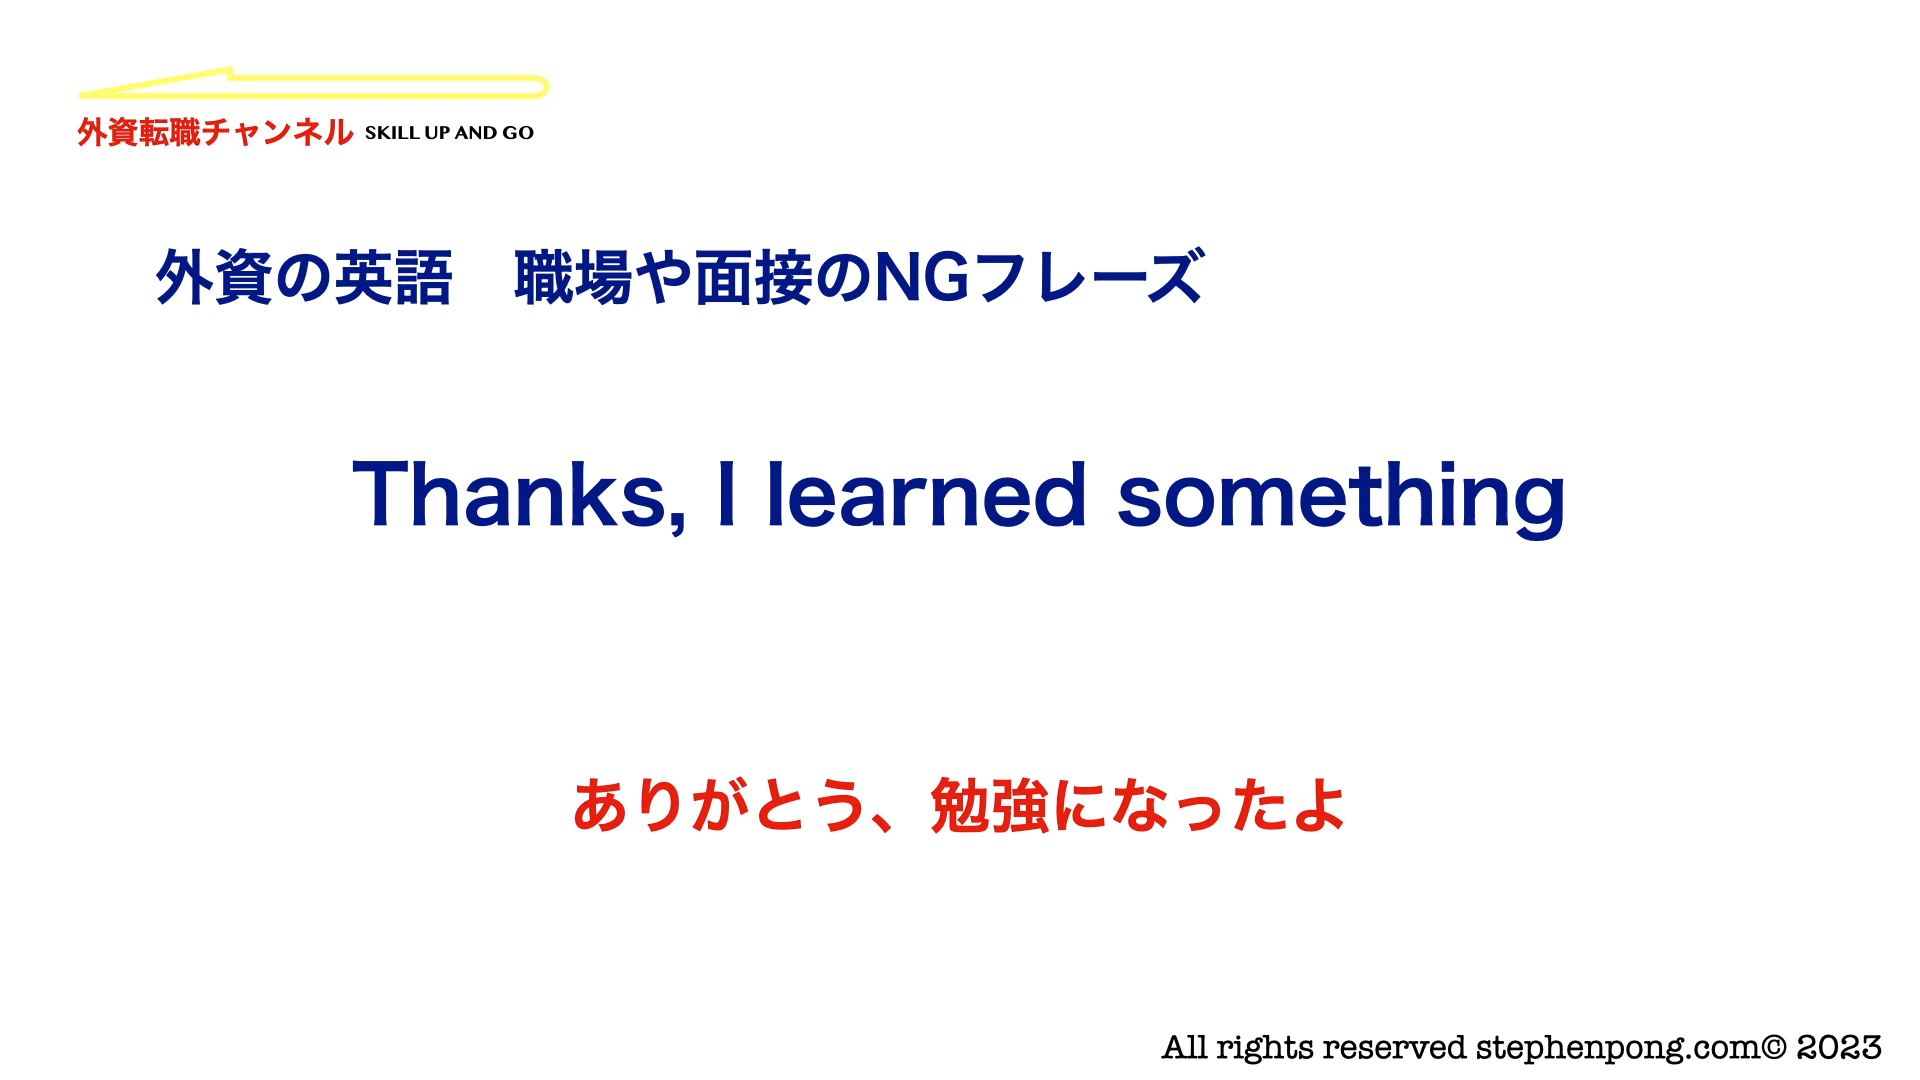 外資転職チャンネル SKILL UP AND GO
外資の英語　職場や面接のNGフレーズ
Thanks, I learned something
ありがとう、勉強になったよ
All rights reserved stephenpong.com© 2023